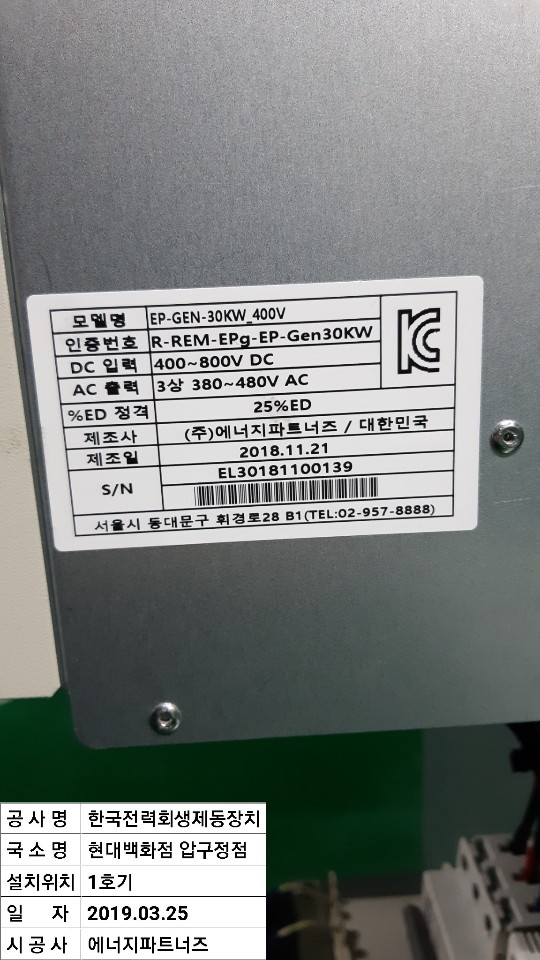 모델명 EP-GEN-30KW_400V
인증번호 R-REM-EPg-EP-Gen30KW
DC 입력 400~800V DC
AC 출력 3상 380~480V AC
KC
%ED 정격 25%ED
제조사 (주)에너지파트너즈 / 대한민국
제조일 2018.11.21
S/N EL30181100139
서울시 동대문구 휘경로28 B1(TEL:02-957-8888)
공 사 명 한국전력회생제동장치
국 소 명 현대백화점 압구정점
설치위치 1호기
일 자 2019.03.25
시 공 사 에너지파트너즈